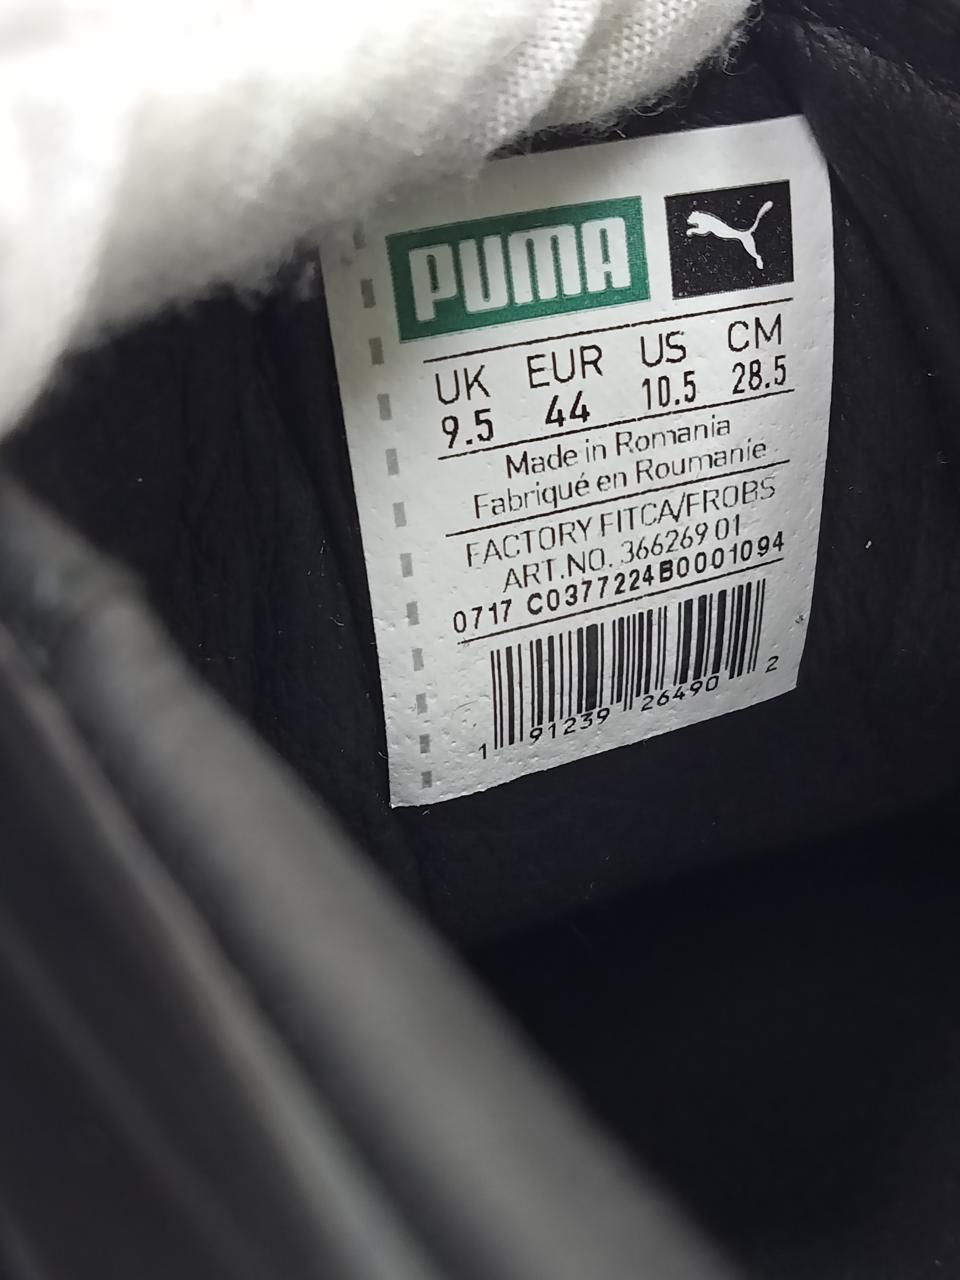 PUMA
UK EUR US CM
9.5 44 10.5 28.5
Made in Romania
Fabriqué en Roumanie
FACTORY FITCA/FROBS
ART.NO. 366269 01
0717 C0377224B0001094
1 91239 26490 2